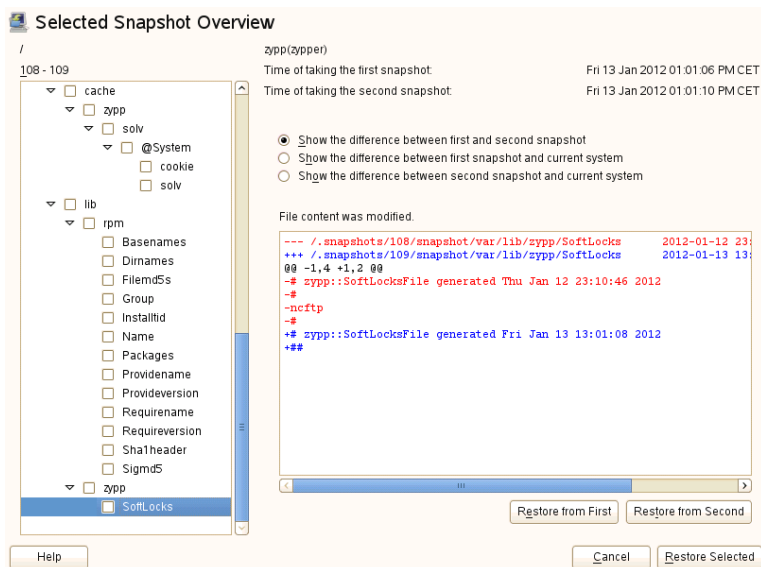 Selected Snapshot Overview
/
108 - 109
cache
zypp
solv
@System
cookie
solv
lib
rpm
Basenames
Dirnames
Filemd5s
Group
Installtid
Name
Packages
Providename
Provideversion
Requirename
Requireversion
Sha1header
Sigmd5
zypp
SoftLocks
zypp(zypper)
Time of taking the first snapshot: Fri 13 Jan 2012 01:01:06 PM CET
Time of taking the second snapshot: Fri 13 Jan 2012 01:01:10 PM CET
Show the difference between first and second snapshot
Show the difference between first snapshot and current system
Show the difference between second snapshot and current system
File content was modified.
--- /.snapshots/108/snapshot/var/lib/zypp/SoftLocks 2012-01-12 23:
+++ /.snapshots/109/snapshot/var/lib/zypp/SoftLocks 2012-01-13 13:
@@ -1,4 +1,2 @@
-# zypp::SoftLocksFile generated Thu Jan 12 23:10:46 2012
-#
-ncftp
-#
+# zypp::SoftLocksFile generated Fri Jan 13 13:01:08 2012
+##
Restore from First
Restore from Second
Help
Cancel
Restore Selected